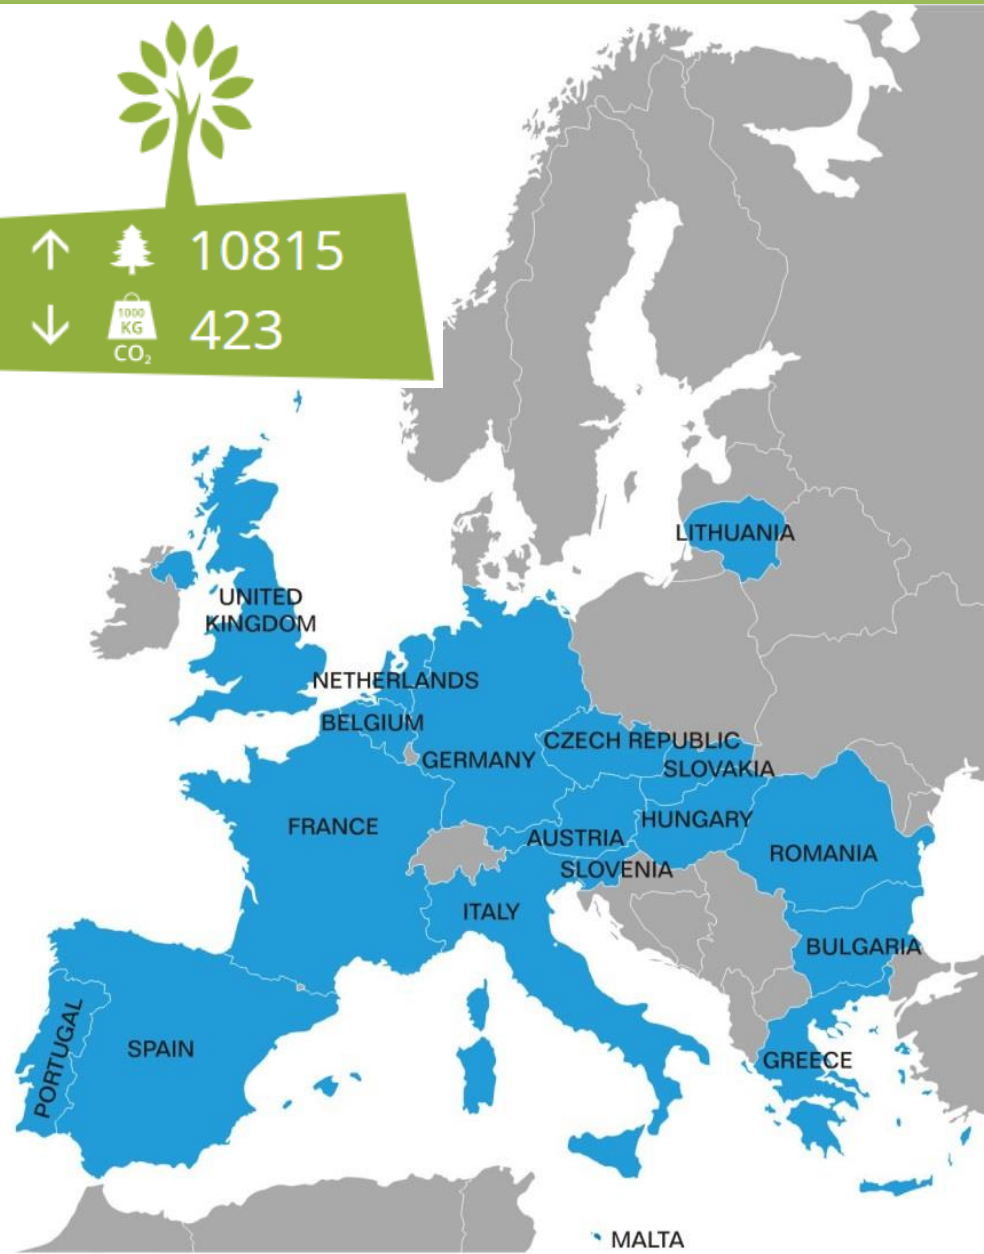 10815
1000
KG
CO₂
423
LITHUANIA
UNITED
KINGDOM
NETHERLANDS
BELGIUM
CZECH REPUBLIC
GERMANY
SLOVAKIA
FRANCE
HUNGARY
AUSTRIA
ROMANIA
SLOVENIA
ITALY
BULGARIA
PORTUGAL
SPAIN
GREECE
MALTA